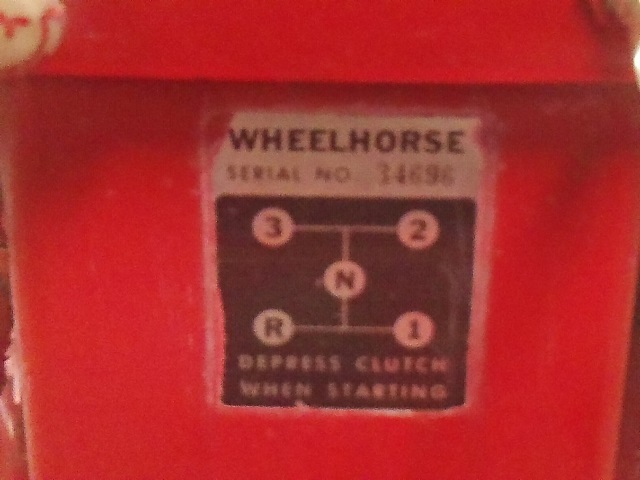 WHEELHORSE
SERIAL NO. 34696
3 2
N
R 1
DEPRESS CLUTCH
WHEN STARTING